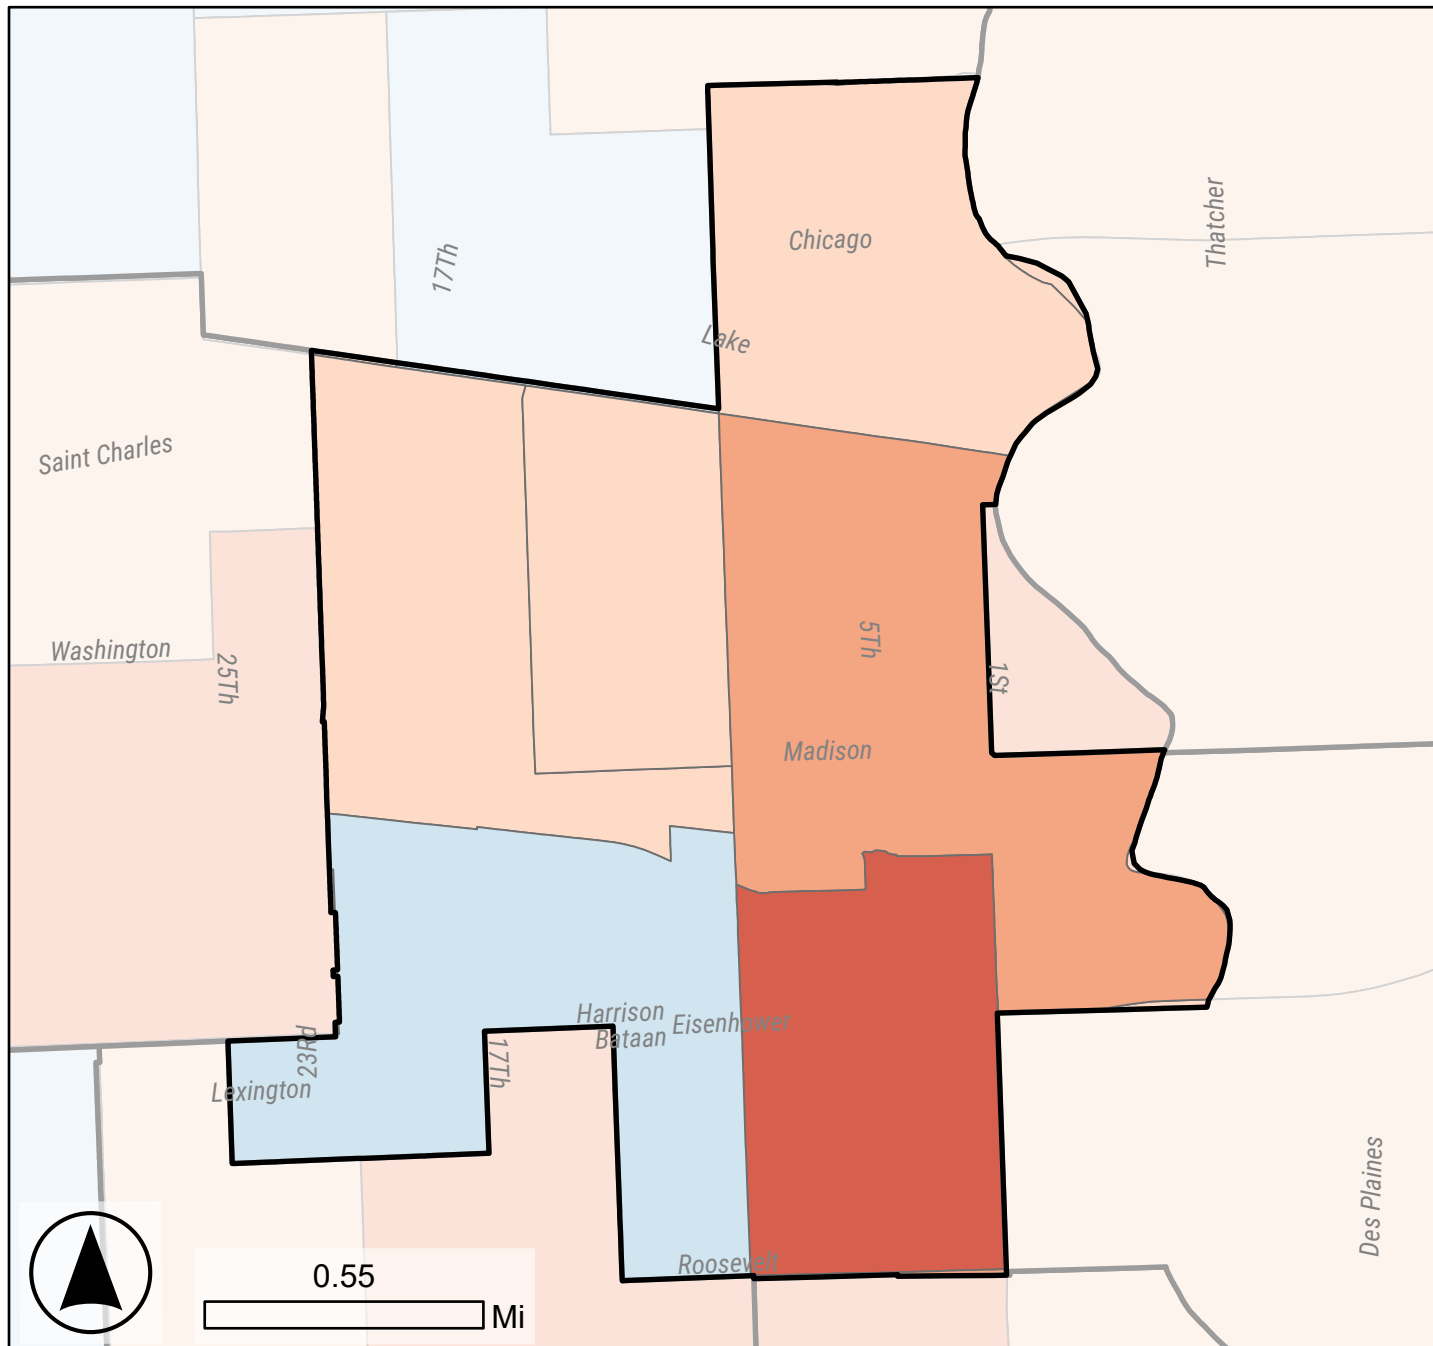 Thatcher
Chicago
17Th
Lake
Saint Charles
Washington
25Th
5Th
1St
Madison
Harrison
Bataan
Eisenhower
23Rd
17Th
Lexington
Des Plaines
Roosevelt
0.55
Mi